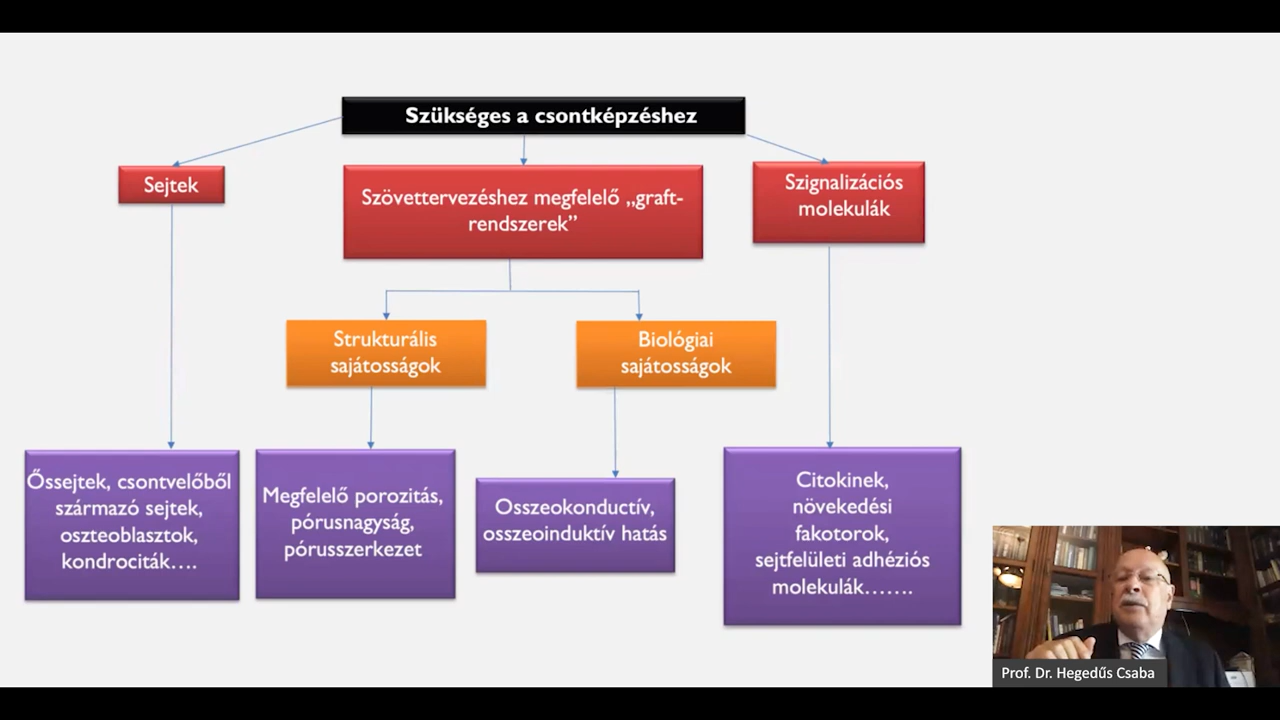 Szükséges a csontképzéshez
Sejtek
Szövettervezéshez megfelelő „graft-
rendszerek”
Szignalizációs
molekulák
Strukturális
sajátosságok
Biológiai
sajátosságok
Őssejtek, csontvelőből
származó sejtek,
oszteoblasztok,
kondrociták….
Megfelelő porozitás,
pórusnagyság,
pórusszerkezet
Osszeokonductív,
osszeoinduktív hatás
Citokinek,
növekedési
fakotorok,
sejtfelületi adhéziós
molekulák…….
Prof. Dr. Hegedűs Csaba